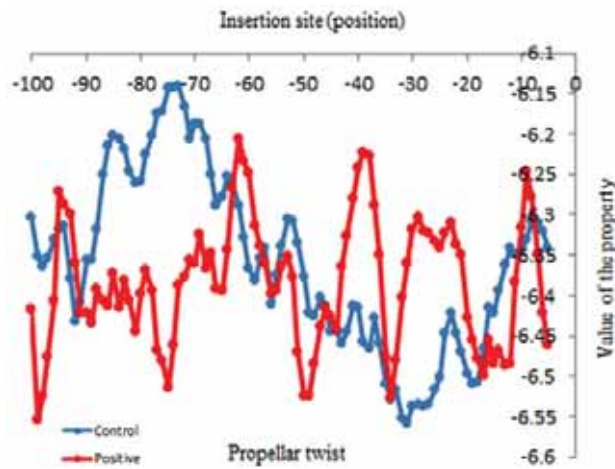 Insertion site (position)
-100 -90 -80 -70 -60 -50 -40 -30 -20 -10 0
-6.1
-6.15
-6.2
-6.25
-6.3
-6.35
-6.4
-6.45
-6.5
-6.55
-6.6
Value of the property
Control
Positive
Propellar twist